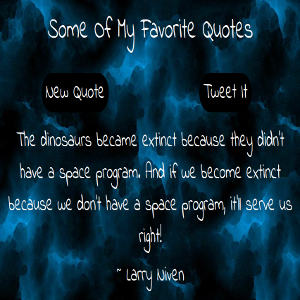 Some Of My Favorite Quotes
New Quote Tweet It
The dinosaurs became extinct because they didn't
have a space program. And if we become extinct
because we don't have a space program, it'll serve us
right!
~ Larry Niven